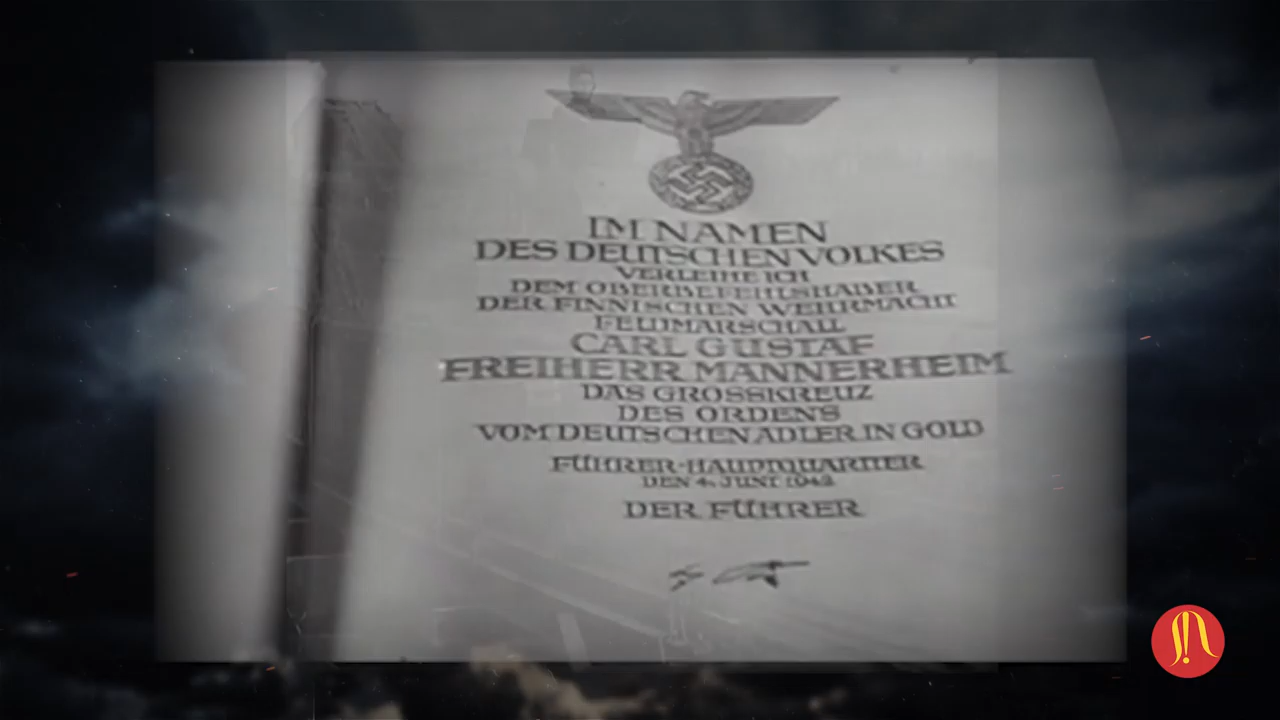 IM NAMEN
DES DEUTSCHEN VOLKES
VERLEIHE ICH
DEM OBERBEFEHLSHABER
DER FINNISCHEN WEHRMACHT
FELDMARSCHALL
CARL GUSTAF
FREIHERR MANNERHEIM
DAS GROSSKREUZ
DES ORDENS
VOM DEUTSCHEN ADLER IN GOLD
FÜHRER-HAUPTQUARTIER
DEN 4. JUNI 1942
DER FÜHRER